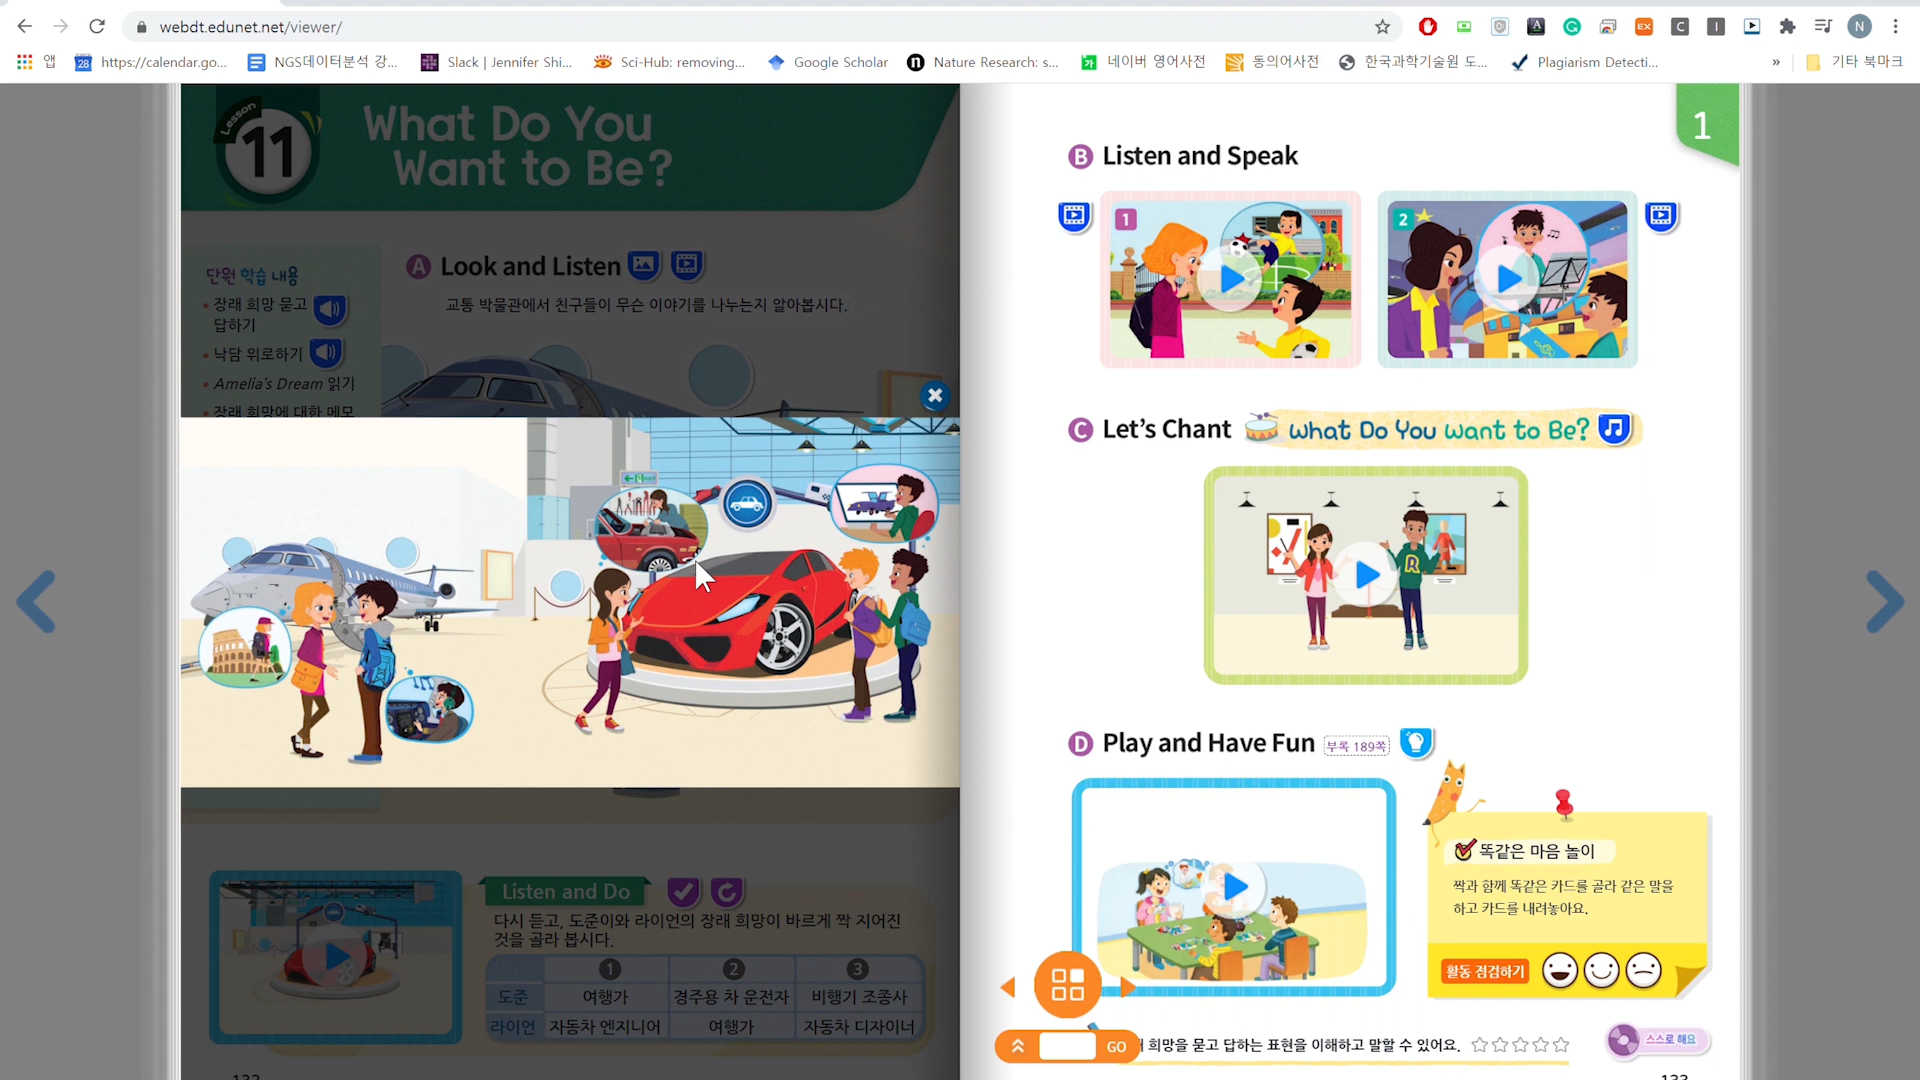 webdt.edunet.net/viewer/
N
앱
28
https://calendar.go...
NGS데이터분석 강...
Slack | Jennifer Shi...
Sci-Hub: removing...
Google Scholar
Nature Research: s...
네이버 영어사전
동의어사전
한국과학기술원 도...
Plagiarism Detecti...
»
기타 북마크
Lesson
11
What Do You
Want to Be?
단원 학습 내용
• 장래 희망 묻고
답하기
• 낙담 위로하기
• Amelia's Dream 읽기
• 장래 희망에 대한 메모
A Look and Listen
교통 박물관에서 친구들이 무슨 이야기를 나누는지 알아봅시다.
Listen and Do
다시 듣고, 도준이와 라이언의 장래 희망이 바르게 짝 지어진
것을 골라 봅시다.
1 2 3
도준 여행가 경주용 차 운전자 비행기 조종사
라이언 자동차 엔지니어 여행가 자동차 디자이너
132
1
B Listen and Speak
1
2
C Let's Chant What Do You Want to Be?
R
D Play and Have Fun 부록 189쪽
똑같은 마음 놀이
짝과 함께 똑같은 카드를 골라 같은 말을
하고 카드를 내려놓아요.
활동 점검하기
GO
희망을 묻고 답하는 표현을 이해하고 말할 수 있어요. ☆☆☆☆☆
스스로 해요
133